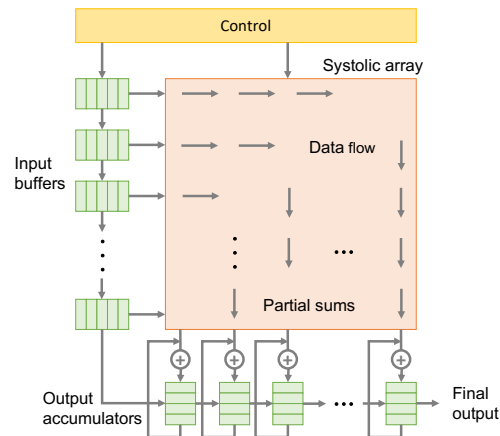 Control
Systolic array
Data flow
Input
buffers
Partial sums
Output
accumulators
Final
output